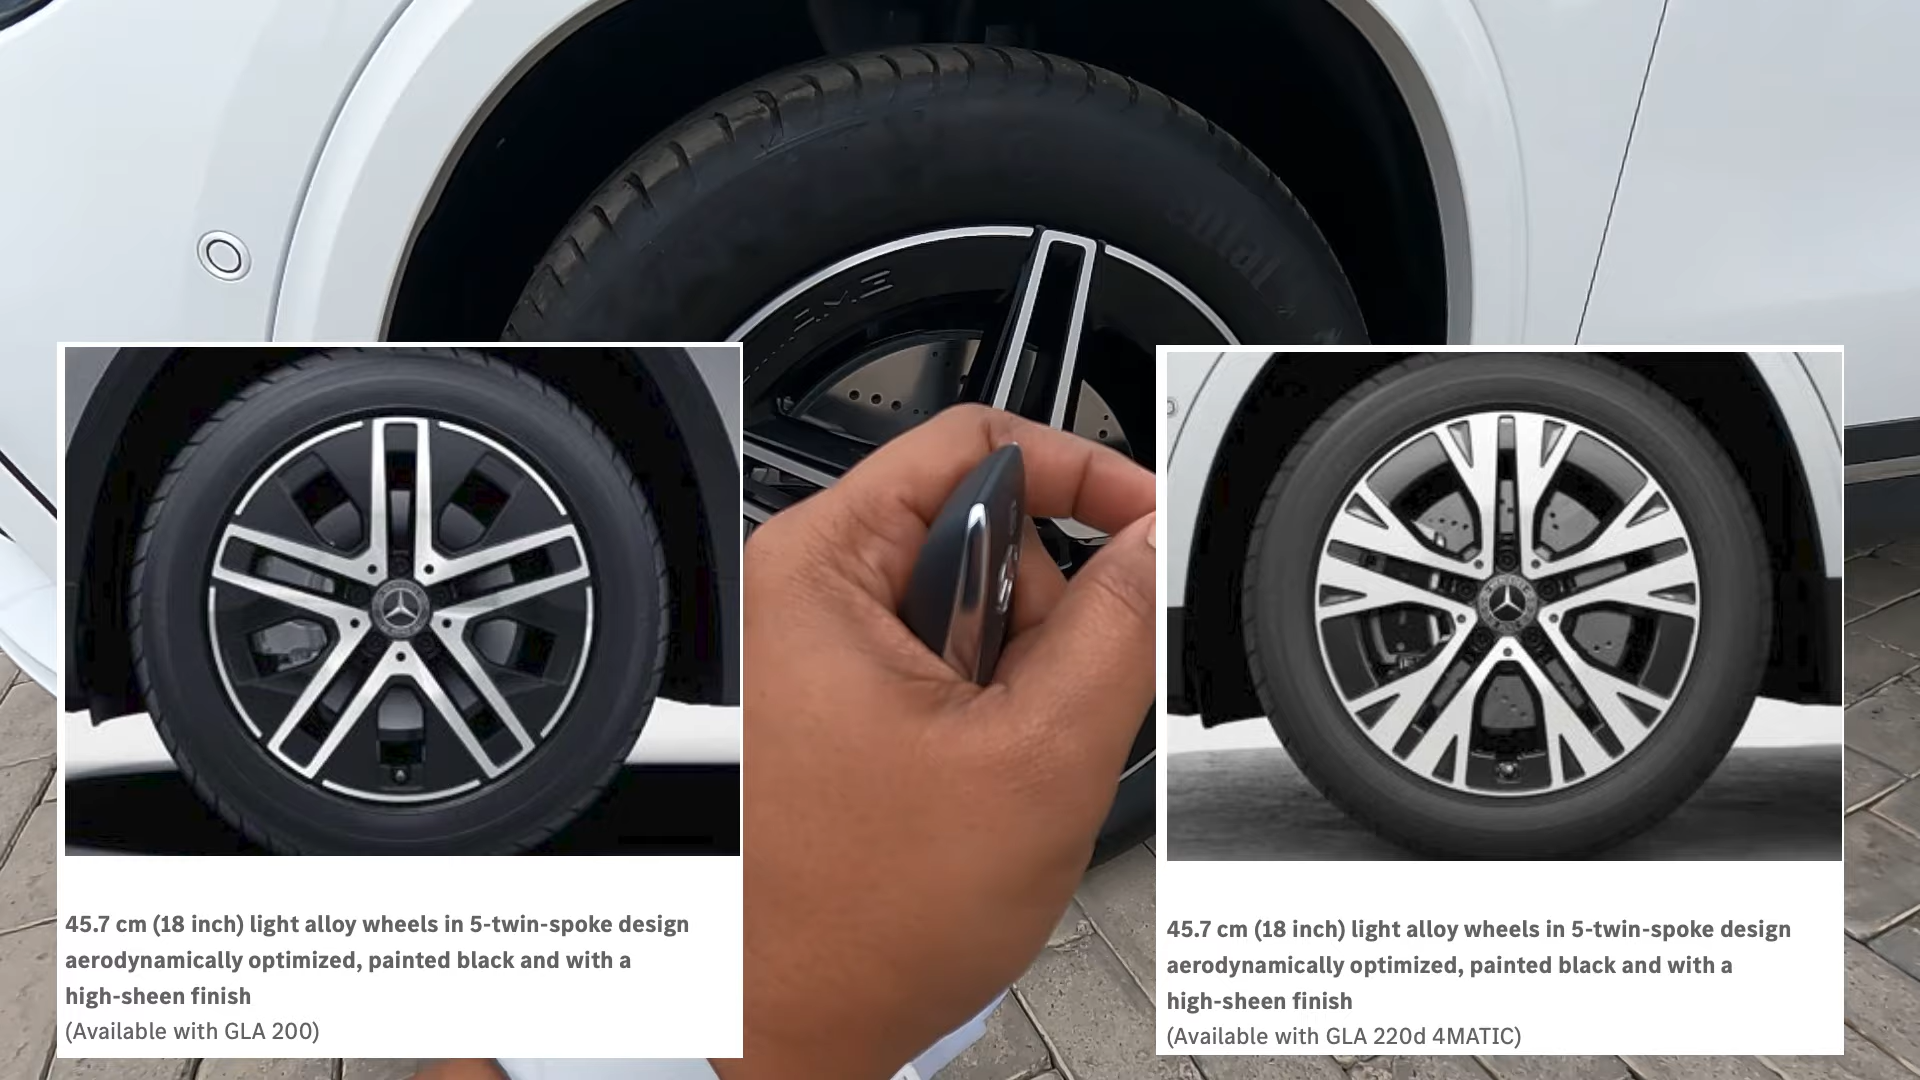 45.7 cm (18 inch) light alloy wheels in 5-twin-spoke design
aerodynamically optimized, painted black and with a
high-sheen finish
(Available with GLA 200)
45.7 cm (18 inch) light alloy wheels in 5-twin-spoke design
aerodynamically optimized, painted black and with a
high-sheen finish
(Available with GLA 220d 4MATIC)